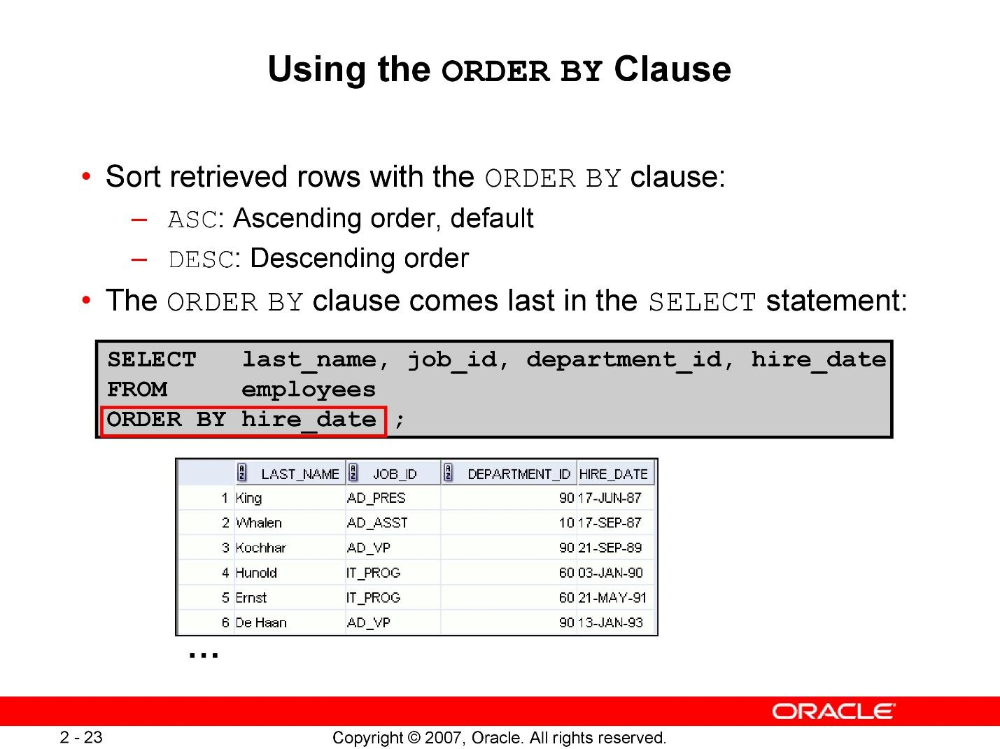 Using the ORDER BY Clause
• Sort retrieved rows with the ORDER BY clause:
– ASC: Ascending order, default
– DESC: Descending order
• The ORDER BY clause comes last in the SELECT statement:
SELECT last_name, job_id, department_id, hire_date
FROM employees
ORDER BY hire_date ;
LAST_NAME JOB_ID DEPARTMENT_ID HIRE_DATE
1 King AD_PRES 90 17-JUN-87
2 Whalen AD_ASST 10 17-SEP-87
3 Kochhar AD_VP 90 21-SEP-89
4 Hunold IT_PROG 60 03-JAN-90
5 Ernst IT_PROG 60 21-MAY-91
6 De Haan AD_VP 90 13-JAN-93
…
ORACLE
2 - 23 Copyright © 2007, Oracle. All rights reserved.